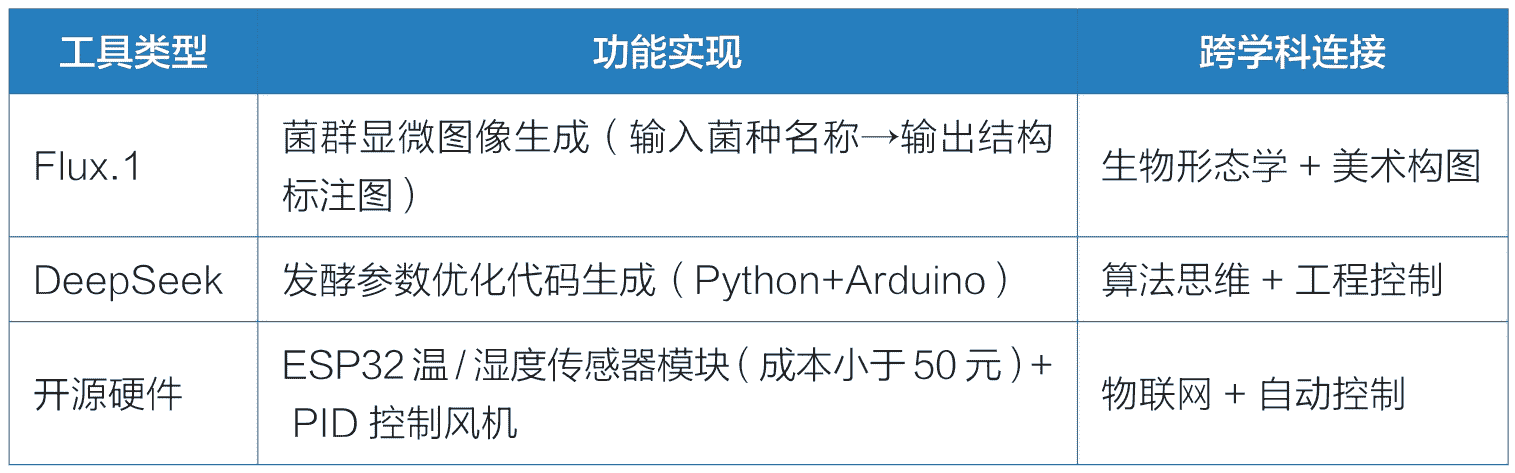 工具类型 功能实现 跨学科连接
Flux.1 菌群显微图像生成（输入菌种名称→输出结构
标注图） 生物形态学 + 美术构图
DeepSeek 发酵参数优化代码生成（Python+Arduino） 算法思维 + 工程控制
开源硬件 ESP32 温 / 湿度传感器模块（成本小于 50 元）+
PID 控制风机 物联网 + 自动控制